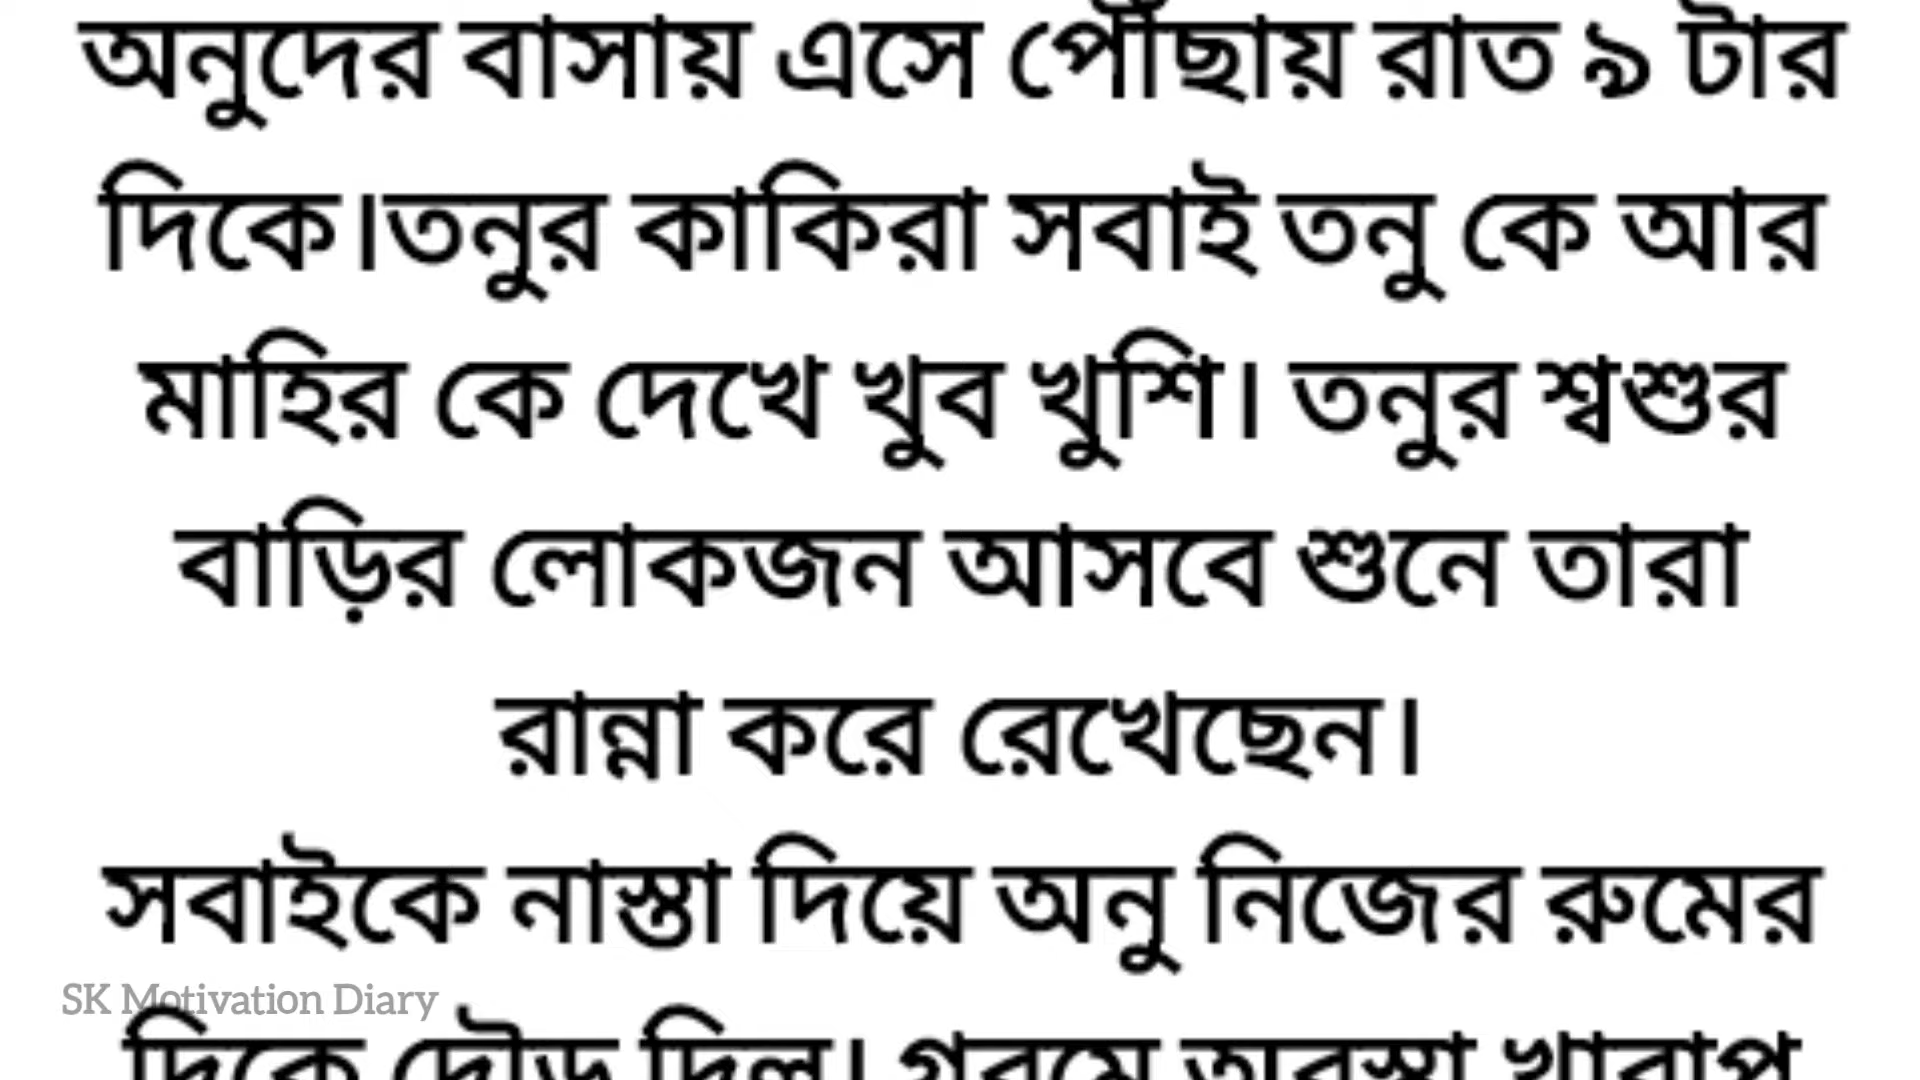 অনুদের বাসায় এসে পৌঁছায় রাত ৯ টার
দিকে।তনুর কাকিরা সবাই তনু কে আর
মাহির কে দেখে খুব খুশি। তনুর শ্বশুর
বাড়ির লোকজন আসবে শুনে তারা
রান্না করে রেখেছেন।
সবাইকে নাস্তা দিয়ে অনু নিজের রুমের
SK Motivation Diary
দিকে দৌড় দিল। গরমে অবস্থা খারাপ